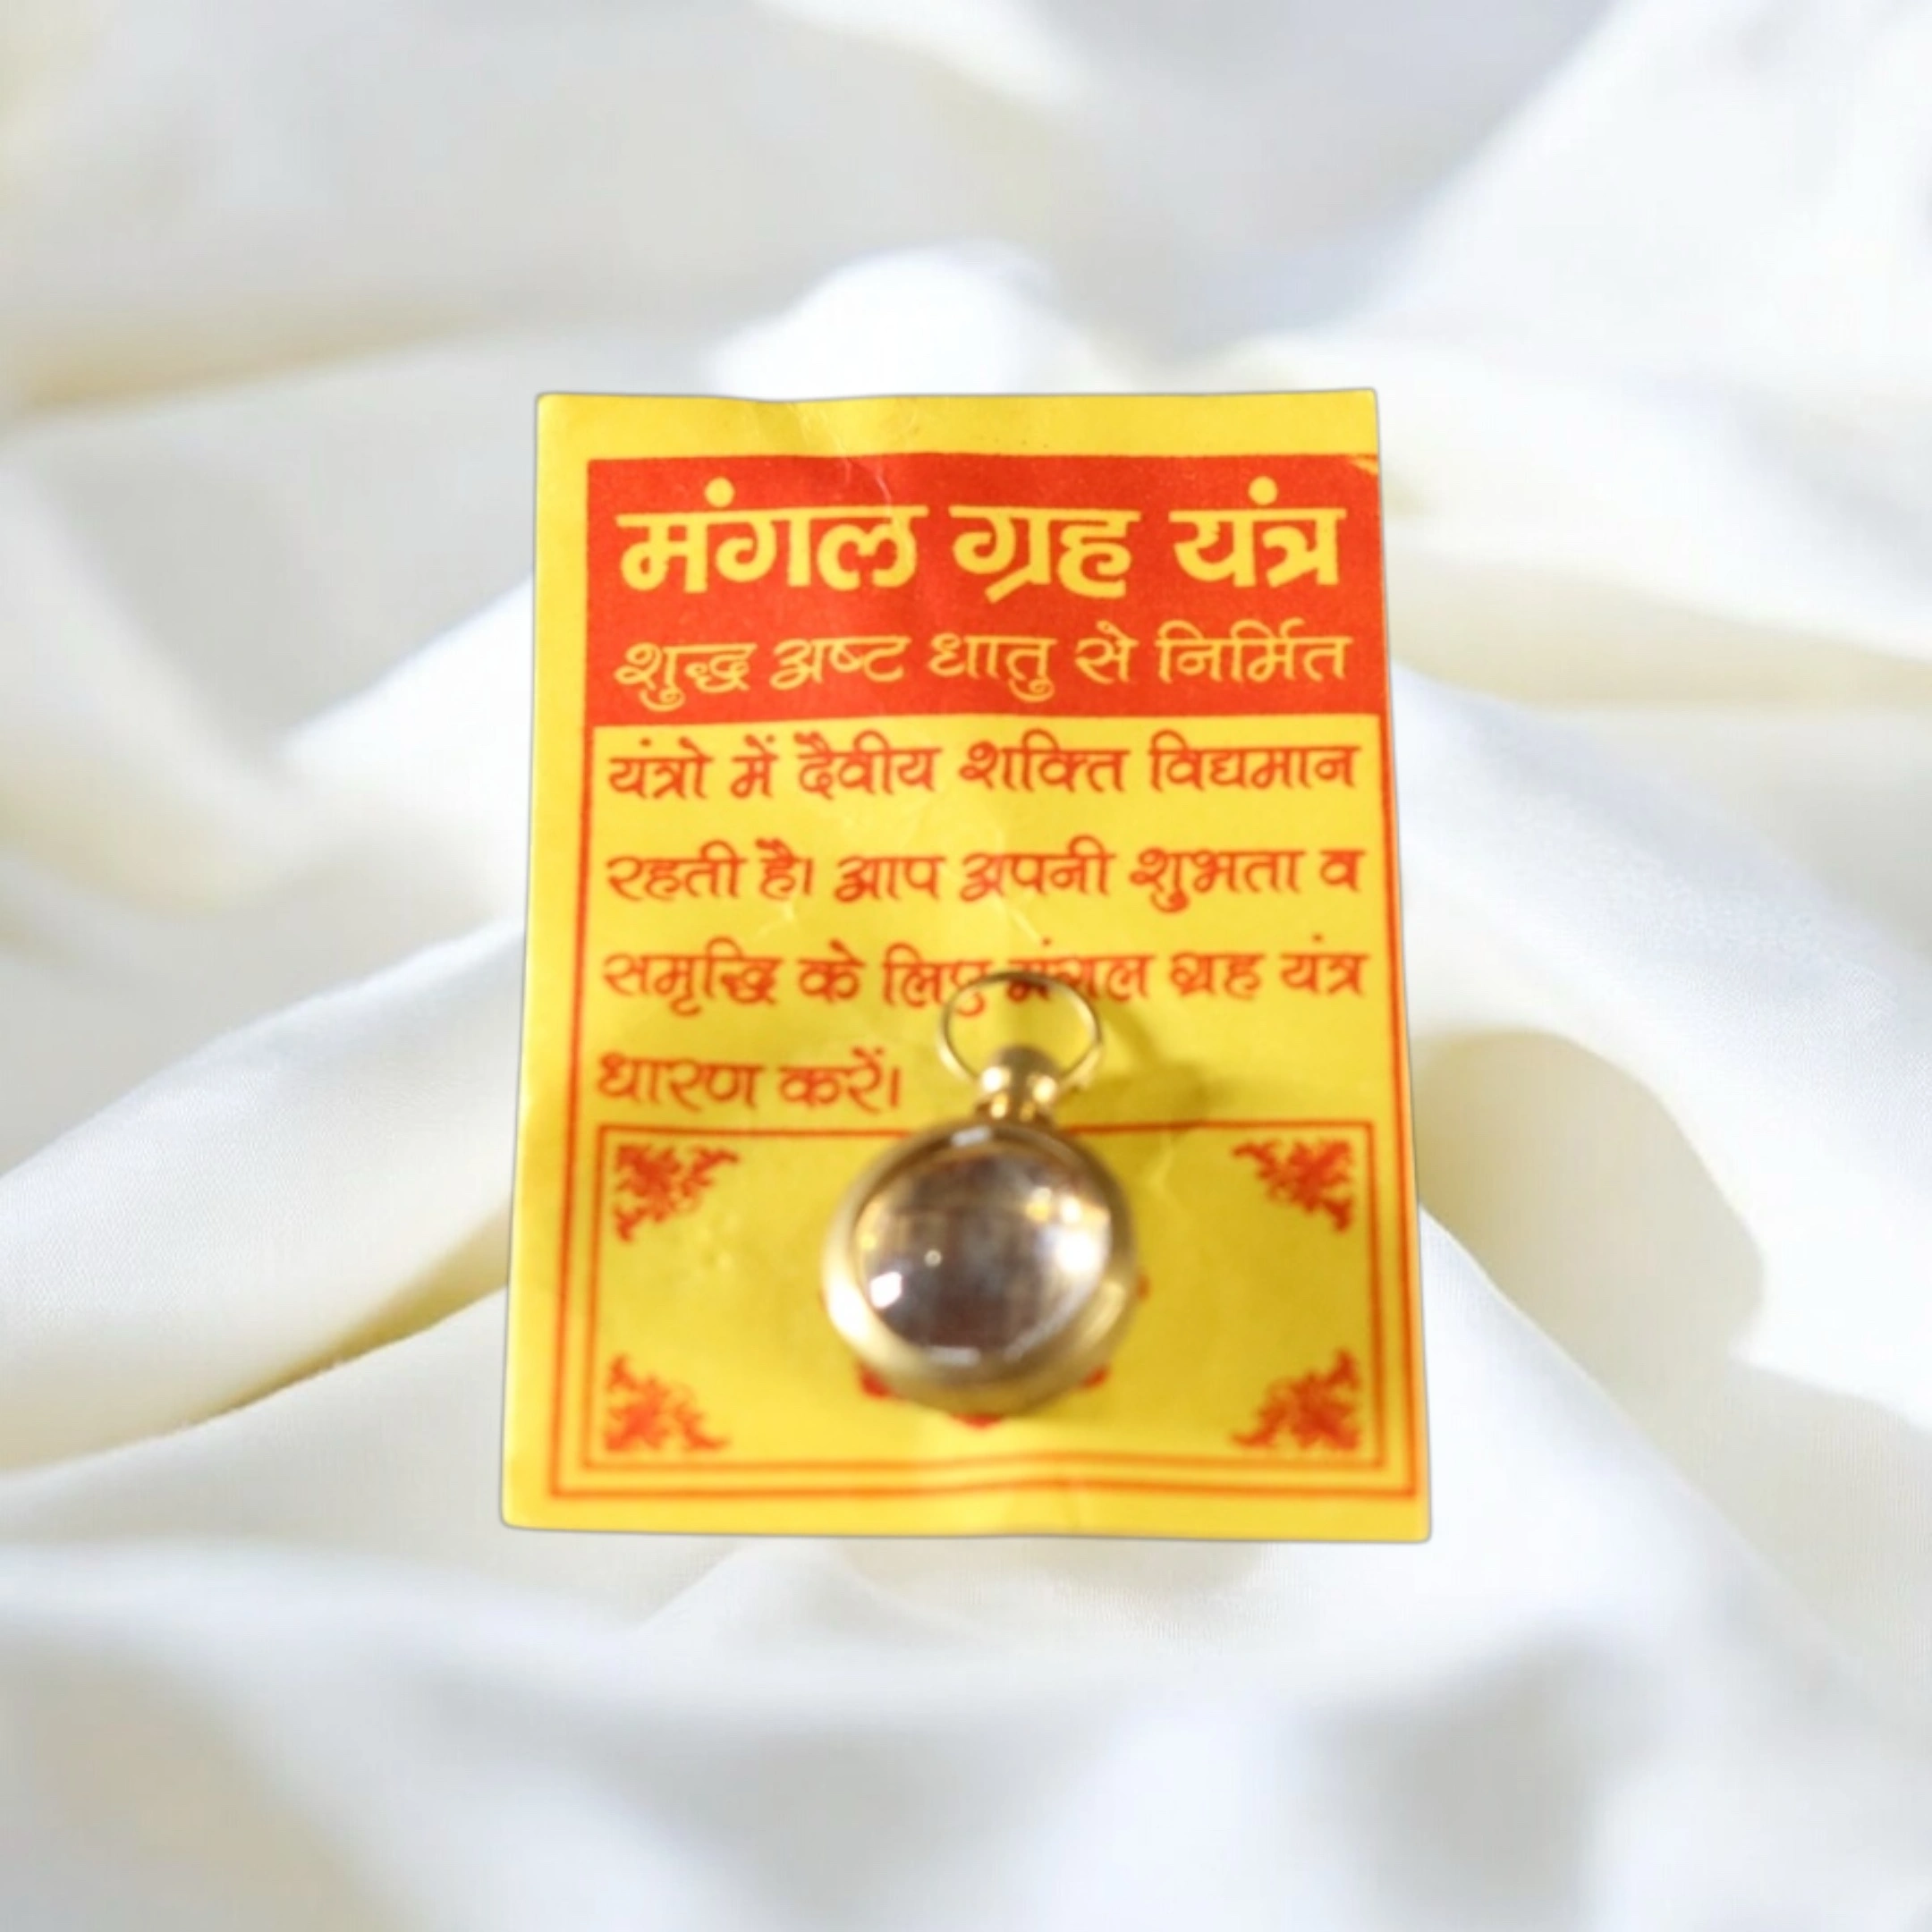 मंगल ग्रह यंत्र
शुद्ध अष्ट धातु से निर्मित
यंत्रो में दैवीय शक्ति विद्यमान
रहती है। आप अपनी शुभता व
समृद्धि के लिए मंगल ग्रह यंत्र
धारण करें।